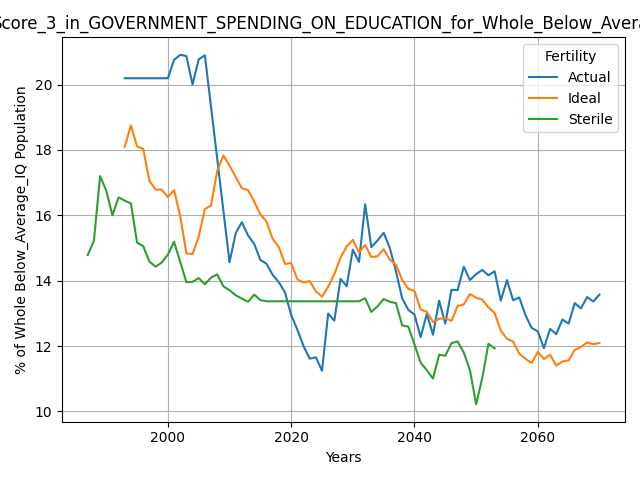 Score_3_in_GOVERNMENT_SPENDING_ON_EDUCATION_for_Whole_Below_Avera
Fertility
Actual
Ideal
Sterile
% of Whole Below_Average_IQ Population
20
18
16
14
12
10
2000
2020
2040
2060
Years